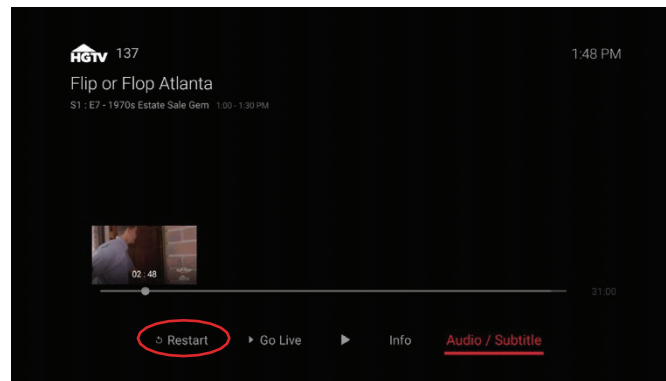 HGTV 137
1:48 PM
Flip or Flop Atlanta
S1 : E7 - 1970s Estate Sale Gem 1:00 - 1:30 PM
02 : 48
31:00
Restart
Go Live
Info
Audio / Subtitle